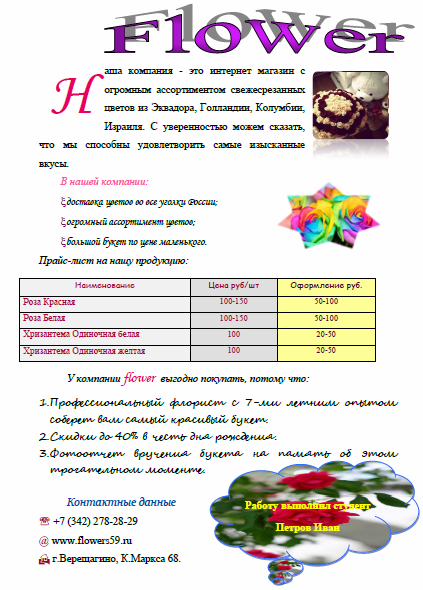 Flower
Наша компания - это интернет магазин с
огромным ассортиментом свежесрезанных
цветов из Эквадора, Голландии, Колумбии,
Израиля. С уверенностью можем сказать,
что мы способны удовлетворить самые изысканные
вкусы.
В нашей компании:
доставка цветов во все уголки России;
огромный ассортимент цветов;
большой букет по цене маленького.
Прайс-лист на нашу продукцию:
Наименование Цена руб/шт Оформление руб.
Роза Красная 100-150 50-100
Роза Белая 100-150 50-100
Хризантема Одиночная белая 100 20-50
Хризантема Одиночная желтая 100 20-50
У компании flower выгодно покупать, потому что:
1.Профессиональный флорист с 7-ми летним опытом
соберет вам самый красивый букет.
2.Скидки до 40% в честь дня рождения.
3.Фотоотчет вручения букета на память об этом
трогательном моменте.
Контактные данные
+7 (342) 278-28-29
@ www.flowers59.ru
г.Верещагино, К.Маркса 68.
Работу выполнил студент
Петров Иван